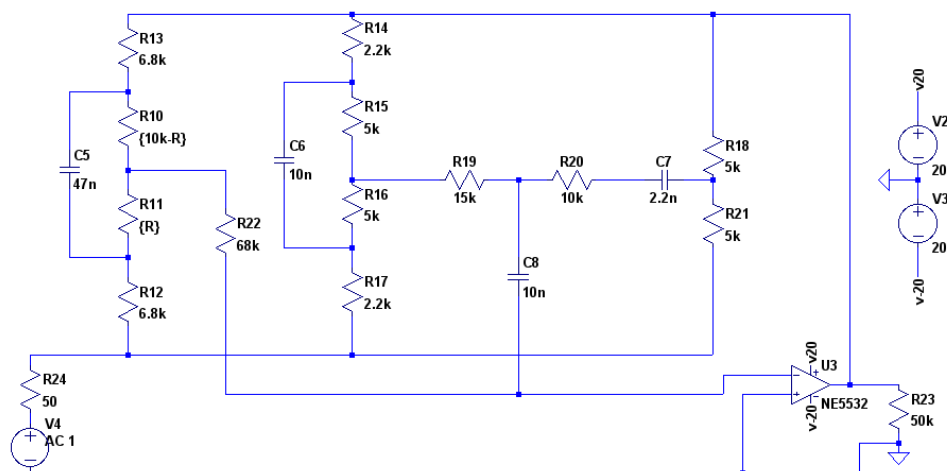 R13
6.8k
R10
{10k-R}
C5
47n
R11
{R}
R12
6.8k
R22
68k
R24
50
V4
AC 1
R14
2.2k
R15
5k
C6
10n
R16
5k
R17
2.2k
R19
15k
R20
10k
C7
2.2n
C8
10n
R18
5k
R21
5k
v20
U3
NE5532
v-20
R23
50k
v20
V2
20
V3
20
v-20